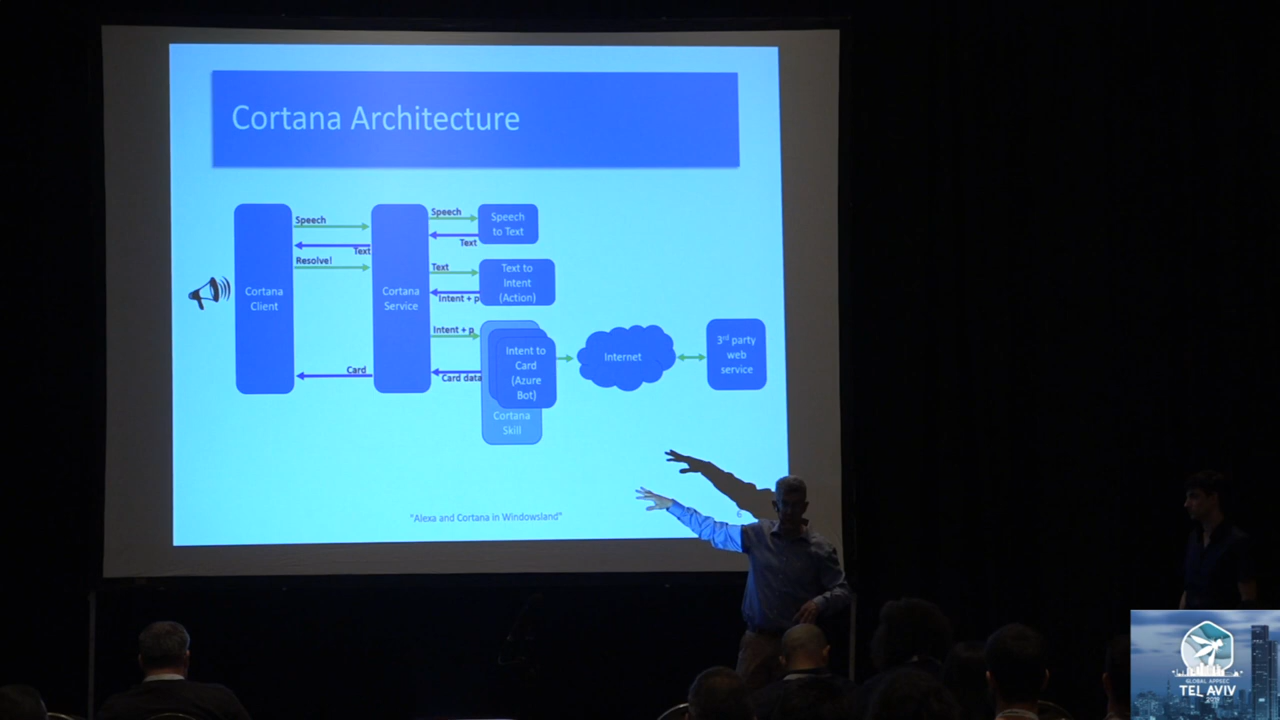 Cortana Architecture
Speech
Text
Resolve!
Cortana
Client
Card
Cortana
Service
Speech
Text
Text
Intent + p
Intent + p
Card data
Speech
to Text
Text to
Intent
(Action)
Intent to
Card
(Azure
Bot)
Cortana
Skill
Internet
3rd party
web
service
"Alexa and Cortana in Windowsland"
6
GLOBAL APPSEC
TEL AVIV